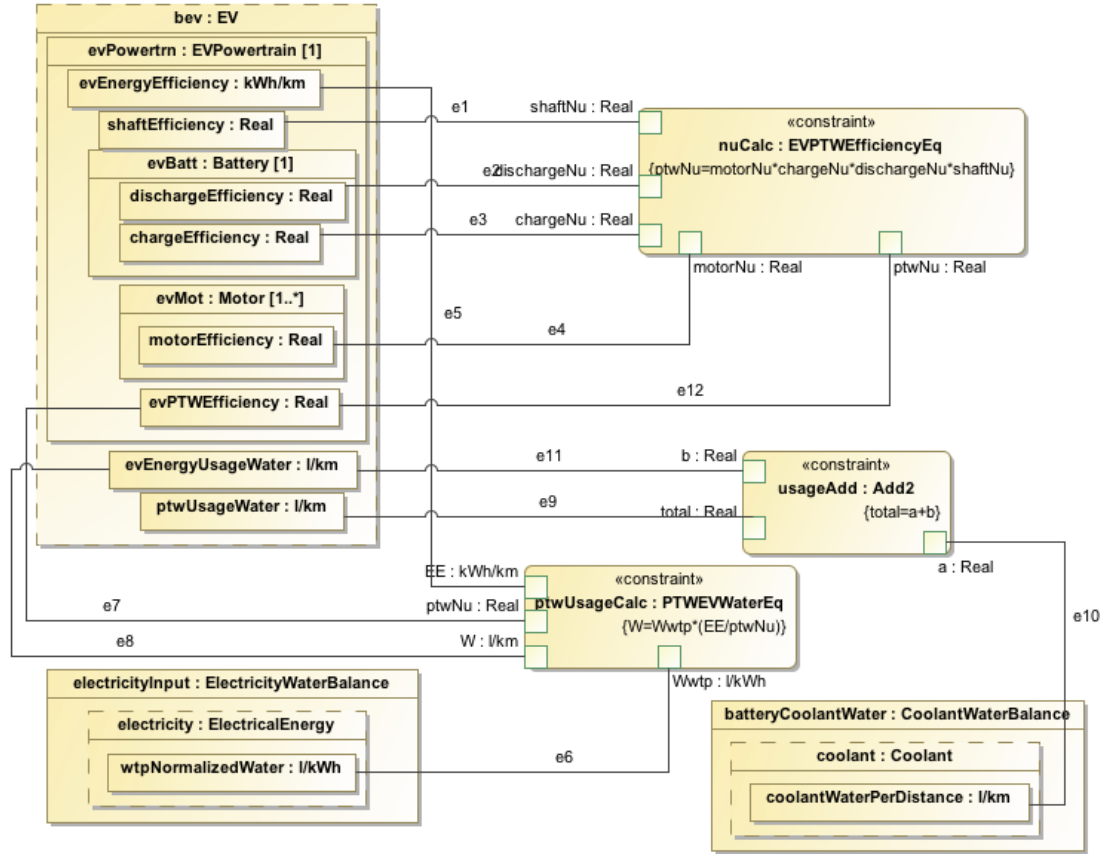 bev : EV
evPowertrn : EVPowertrain [1]
evEnergyEfficiency : kWh/km
shaftEfficiency : Real
evBatt : Battery [1]
dischargeEfficiency : Real
chargeEfficiency : Real
evMot : Motor [1..*]
motorEfficiency : Real
evPTWEfficiency : Real
evEnergyUsageWater : l/km
ptwUsageWater : l/km
e1
shaftNu : Real
e2
dischargeNu : Real
e3
chargeNu : Real
«constraint»
nuCalc : EVPTWEfficiencyEq
{ptwNu=motorNu*chargeNu*dischargeNu*shaftNu}
motorNu : Real
ptwNu : Real
e5
e4
e12
e11
b : Real
e9
total : Real
«constraint»
usageAdd : Add2
{total=a+b}
a : Real
e10
EE : kWh/km
e7
ptwNu : Real
e8
W : l/km
«constraint»
ptwUsageCalc : PTWEVWaterEq
{W=Wwtp*(EE/ptwNu)}
Wwtp : l/kWh
electricityInput : ElectricityWaterBalance
electricity : ElectricalEnergy
wtpNormalizedWater : l/kWh
e6
batteryCoolantWater : CoolantWaterBalance
coolant : Coolant
coolantWaterPerDistance : l/km